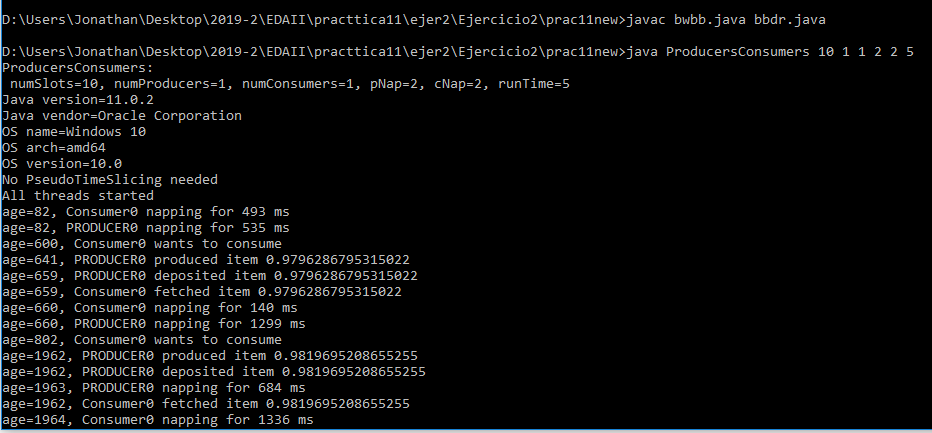 D:\Users\Jonathan\Desktop\2019-2\EDAII\practtica11\ejer2\Ejercicio2\prac11new>javac bwbb.java bbdr.java
D:\Users\Jonathan\Desktop\2019-2\EDAII\practtica11\ejer2\Ejercicio2\prac11new>java ProducersConsumers 10 1 1 2 2 5
ProducersConsumers:
 numSlots=10, numProducers=1, numConsumers=1, pNap=2, cNap=2, runTime=5
Java version=11.0.2
Java vendor=Oracle Corporation
OS name=Windows 10
OS arch=amd64
OS version=10.0
No PseudoTimeSlicing needed
All threads started
age=82, Consumer0 napping for 493 ms
age=82, PRODUCER0 napping for 535 ms
age=600, Consumer0 wants to consume
age=641, PRODUCER0 produced item 0.9796286795315022
age=659, PRODUCER0 deposited item 0.9796286795315022
age=659, Consumer0 fetched item 0.9796286795315022
age=660, Consumer0 napping for 140 ms
age=660, PRODUCER0 napping for 1299 ms
age=802, Consumer0 wants to consume
age=1962, PRODUCER0 produced item 0.9819695208655255
age=1962, PRODUCER0 deposited item 0.9819695208655255
age=1963, PRODUCER0 napping for 684 ms
age=1962, Consumer0 fetched item 0.9819695208655255
age=1964, Consumer0 napping for 1336 ms